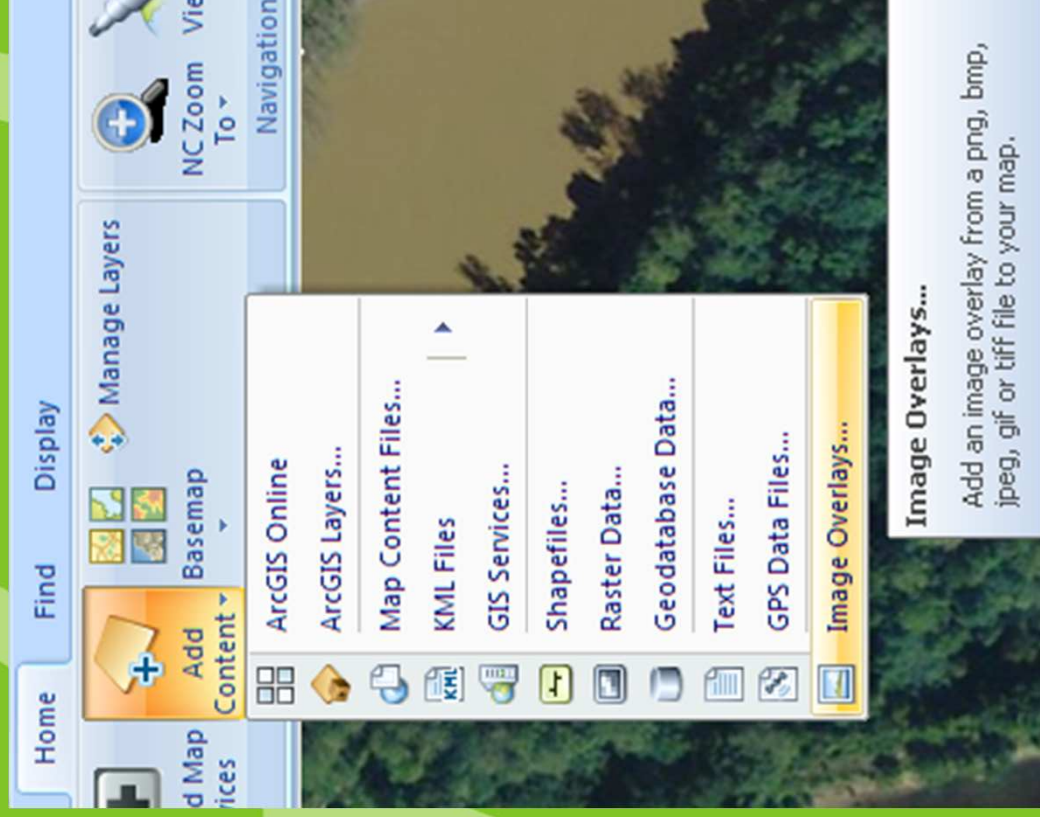 Home
Find
Display
Add
Content
Basemap
Manage Layers
NC Zoom
To
Navigation
Map
ArcGIS Online
ArcGIS Layers...
Map Content Files...
KML Files
KML
GIS Services...
Shapefiles...
Raster Data...
Geodatabase Data...
Text Files...
GPS Data Files...
Image Overlays...
Image Overlays...
Add an image overlay from a png, bmp,
jpeg, gif or tiff file to your map.